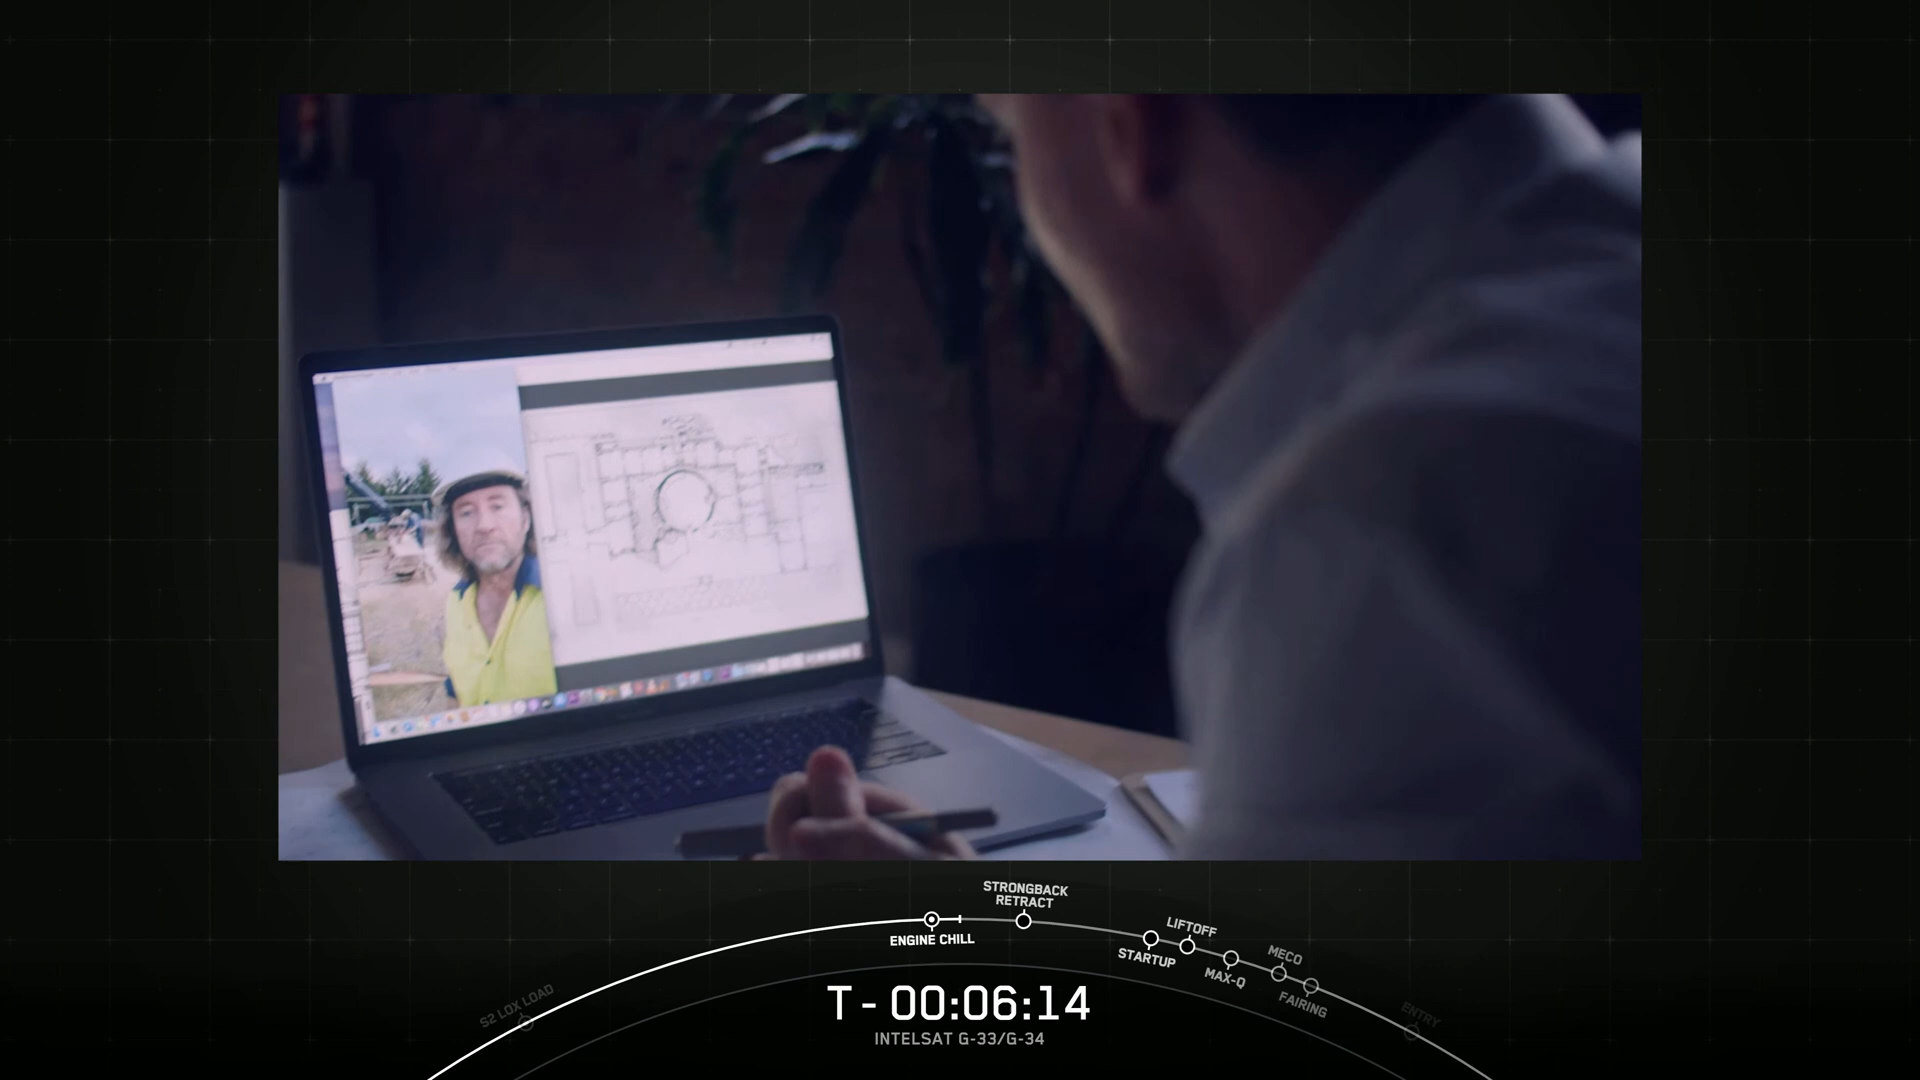 STRONGBACK
RETRACT
ENGINE CHILL
LIFTOFF
STARTUP
MECO
MAX-Q
FAIRING
S2 LOX LOAD
ENTRY
T - 00:06:14
INTELSAT G-33/G-34